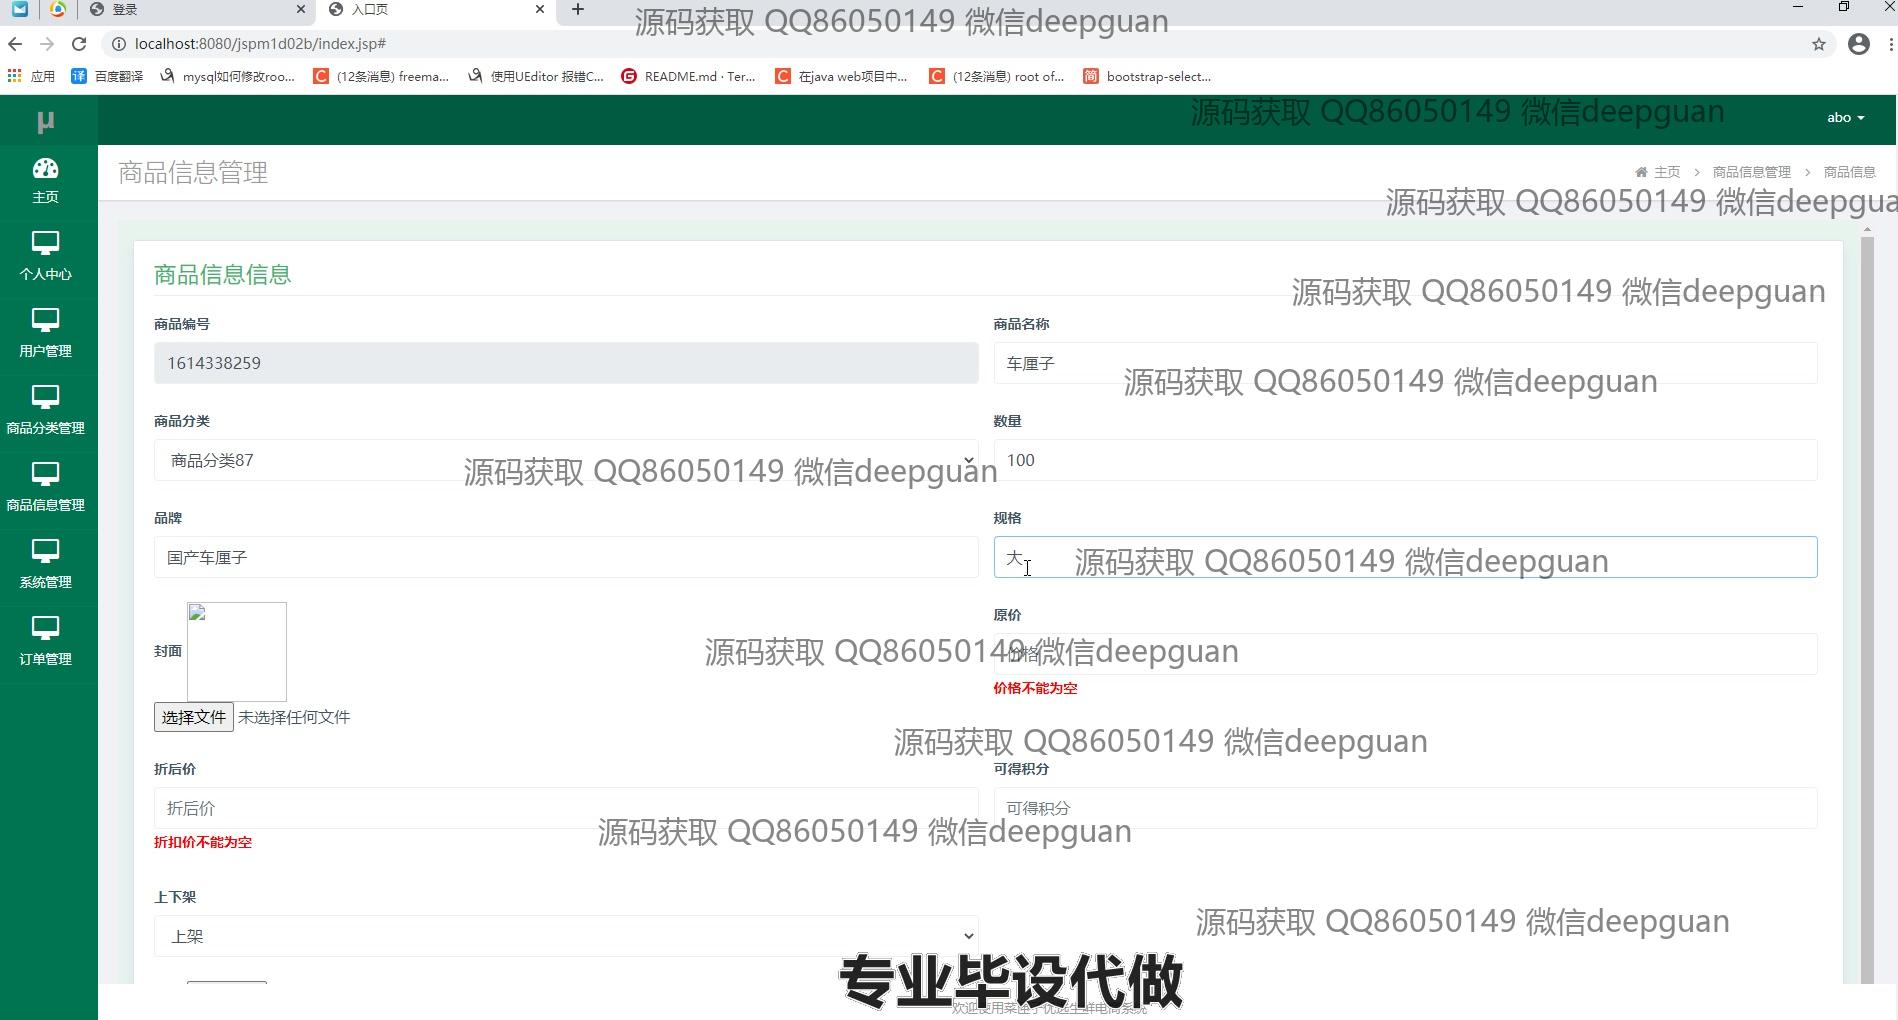 登录
入口页
源码获取 QQ86050149 微信deepguan
localhost:8080/jspm1d02b/index.jsp#
应用
百度翻译
mysql如何修改roo...
(12条消息) freema...
使用UEditor 报错C...
README.md · Ter...
在java web项目中...
(12条消息) root of...
bootstrap-select...
μ
源码获取 QQ86050149 微信deepguan
abo
主页
商品信息管理
主页 > 商品信息管理 > 商品信息
源码获取 QQ86050149 微信deepgua
个人中心
商品信息信息
源码获取 QQ86050149 微信deepguan
商品编号
商品名称
用户管理
1614338259
车厘子
源码获取 QQ86050149 微信deepguan
商品分类管理
商品分类
数量
商品分类87
100
源码获取 QQ86050149 微信deepguan
商品信息管理
品牌
规格
国产车厘子
大
源码获取 QQ86050149 微信deepguan
系统管理
原价
封面
价格
源码获取 QQ86050149 微信deepguan
订单管理
价格不能为空
选择文件 未选择任何文件
源码获取 QQ86050149 微信deepguan
折后价
可得积分
折后价
可得积分
源码获取 QQ86050149 微信deepguan
折扣价不能为空
上下架
源码获取 QQ86050149 微信deepguan
上架
专业毕设代做